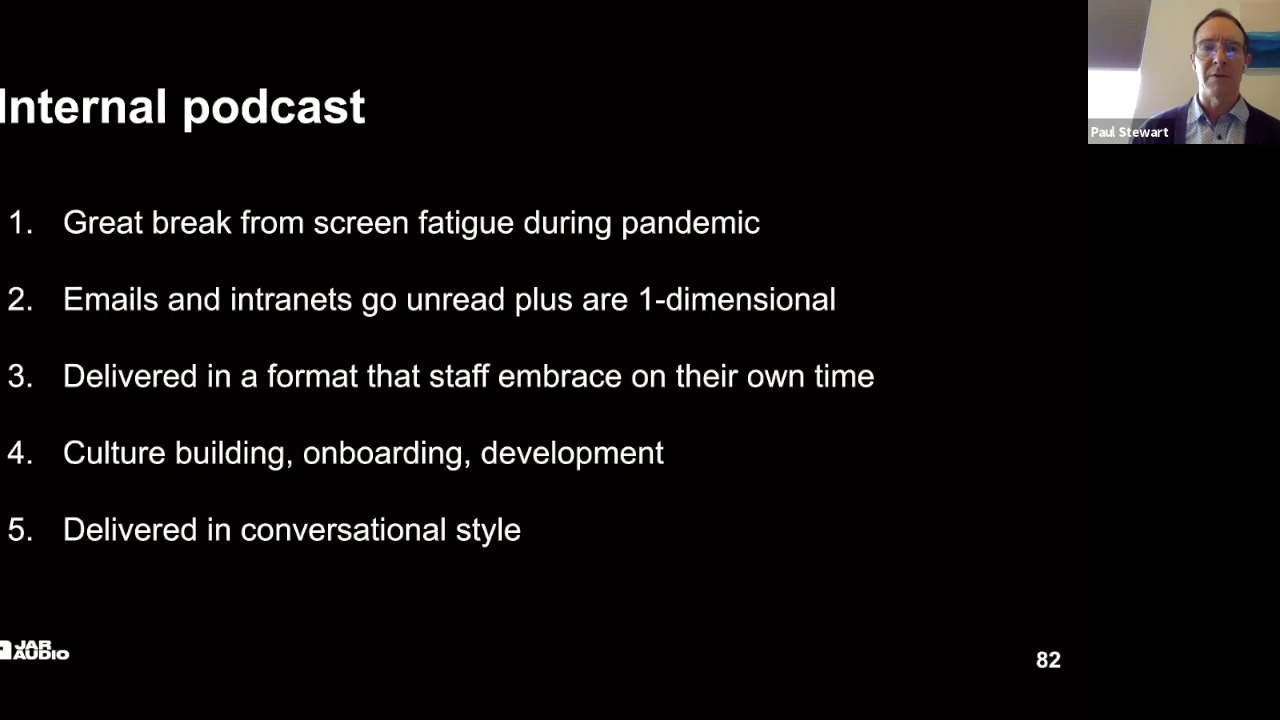 Internal podcast
Paul Stewart
1. Great break from screen fatigue during pandemic
2. Emails and intranets go unread plus are 1-dimensional
3. Delivered in a format that staff embrace on their own time
4. Culture building, onboarding, development
5. Delivered in conversational style
JAR
AUDIO
82